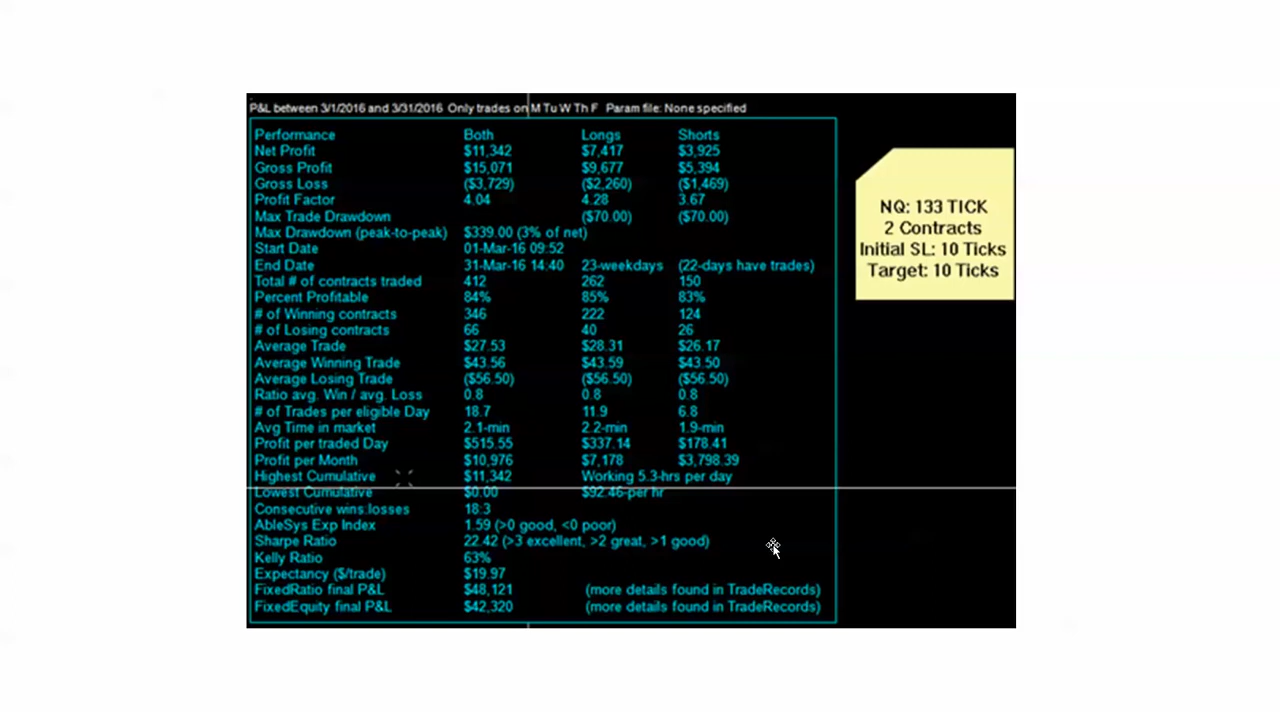 P&L between 3/1/2016 and 3/31/2016 Only trades on M Tu W Th F Param file: None specified
Performance Both Longs Shorts
Net Profit $11,342 $7,417 $3,925
Gross Profit $15,071 $9,677 $5,394
Gross Loss ($3,729) ($2,260) ($1,469)
Profit Factor 4.04 4.28 3.67
Max Trade Drawdown ($70.00) ($70.00)
Max Drawdown (peak-to-peak) $339.00 (3% of net)
Start Date 01-Mar-16 09:52
End Date 31-Mar-16 14:40 23-weekdays (22-days have trades)
Total # of contracts traded 412 262 150
Percent Profitable 84% 85% 83%
# of Winning contracts 346 222 124
# of Losing contracts 66 40 26
Average Trade $27.53 $28.31 $26.17
Average Winning Trade $43.56 $43.59 $43.50
Average Losing Trade ($56.50) ($56.50) ($56.50)
Ratio avg. Win / avg. Loss 0.8 0.8 0.8
# of Trades per eligible Day 18.7 11.9 6.8
Avg Time in market 2.1-min 2.2-min 1.9-min
Profit per traded Day $515.55 $337.14 $178.41
Profit per Month $10,976 $7,178 $3,798.39
Highest Cumulative $11,342 Working 5.3-hrs per day
Lowest Cumulative $0.00 $92.46-per hr
Consecutive wins:losses 18:3
AbleSys Exp Index 1.59 (>0 good, <0 poor)
Sharpe Ratio 22.42 (>3 excellent, >2 great, >1 good)
Kelly Ratio 63%
Expectancy ($/trade) $19.97
FixedRatio final P&L $48,121 (more details found in TradeRecords)
FixedEquity final P&L $42,320 (more details found in TradeRecords)
NQ: 133 TICK
2 Contracts
Initial SL: 10 Ticks
Target: 10 Ticks